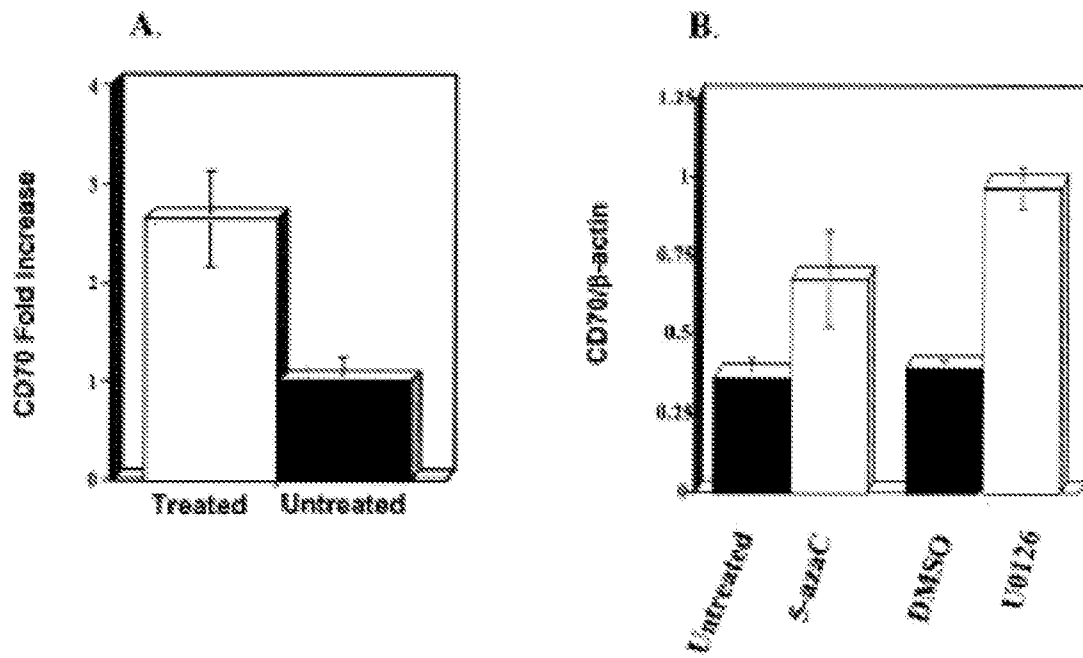 A.
B.
CD70 Fold Increase
4
3
2
1
0
Treated
Untreated
CD70/β-actin
1.25
1
0.75
0.5
0.25
0
Untreated
5-azaC
DMSO
U0126